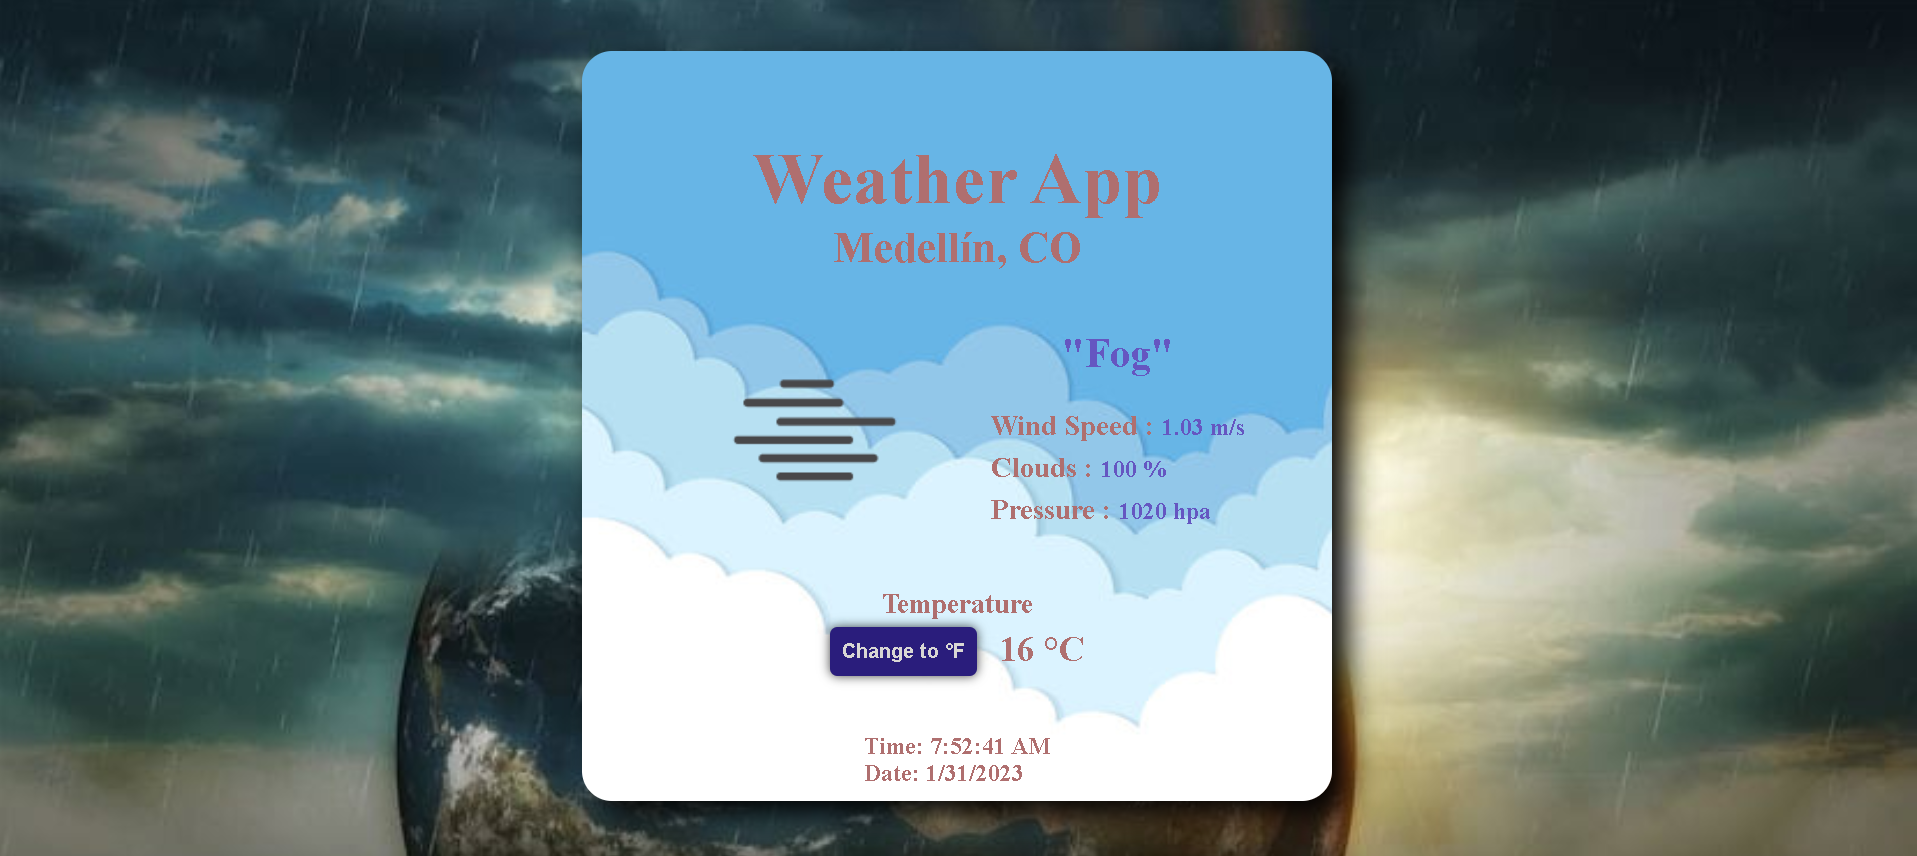 Weather App
Medellín, CO
"Fog"
Wind Speed : 1.03 m/s
Clouds : 100 %
Pressure : 1020 hpa
Temperature
Change to °F 16 °C
Time: 7:52:41 AM
Date: 1/31/2023